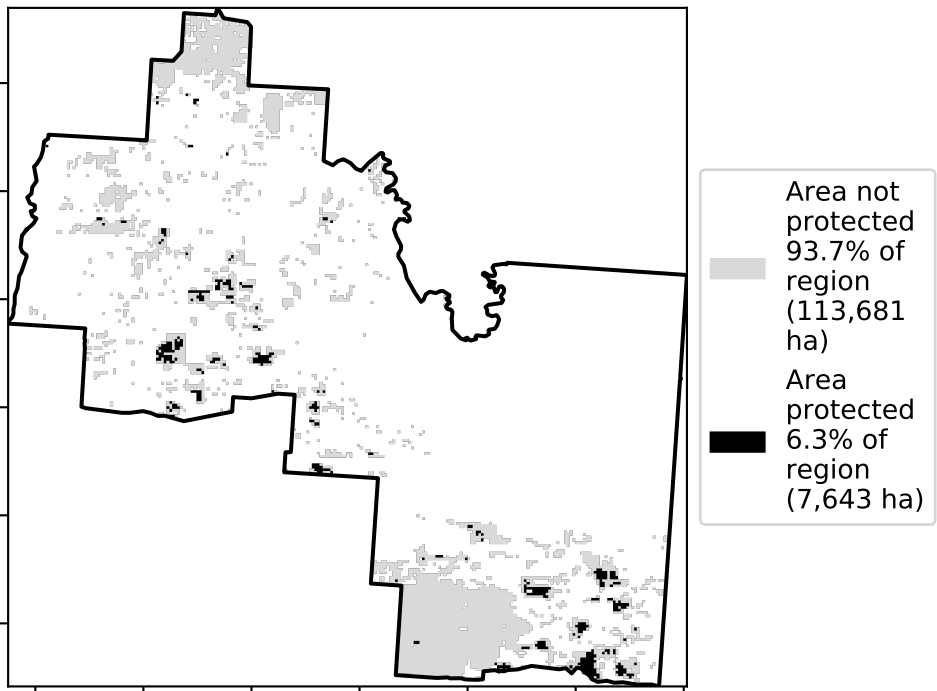 Area not
protected
93.7% of
region
(113,681
ha)
Area
protected
6.3% of
region
(7,643 ha)